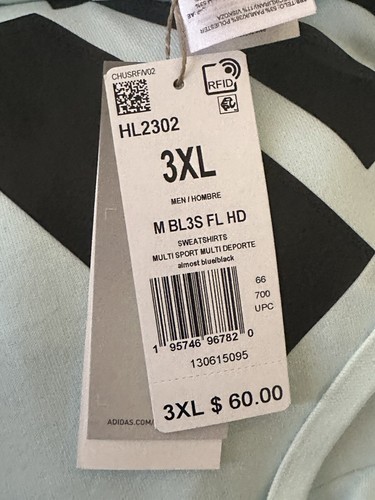 CHUSRFIV02
RFID
HL2302
3XL
MEN / HOMBRE
M BL3S FL HD
SWEATSHIRTS
MULTI SPORT MULTI DEPORTE
almost blue/black
66
700
UPC
1 95746 96782 0
130615095
3XL $ 60.00
ADIDAS.COM/